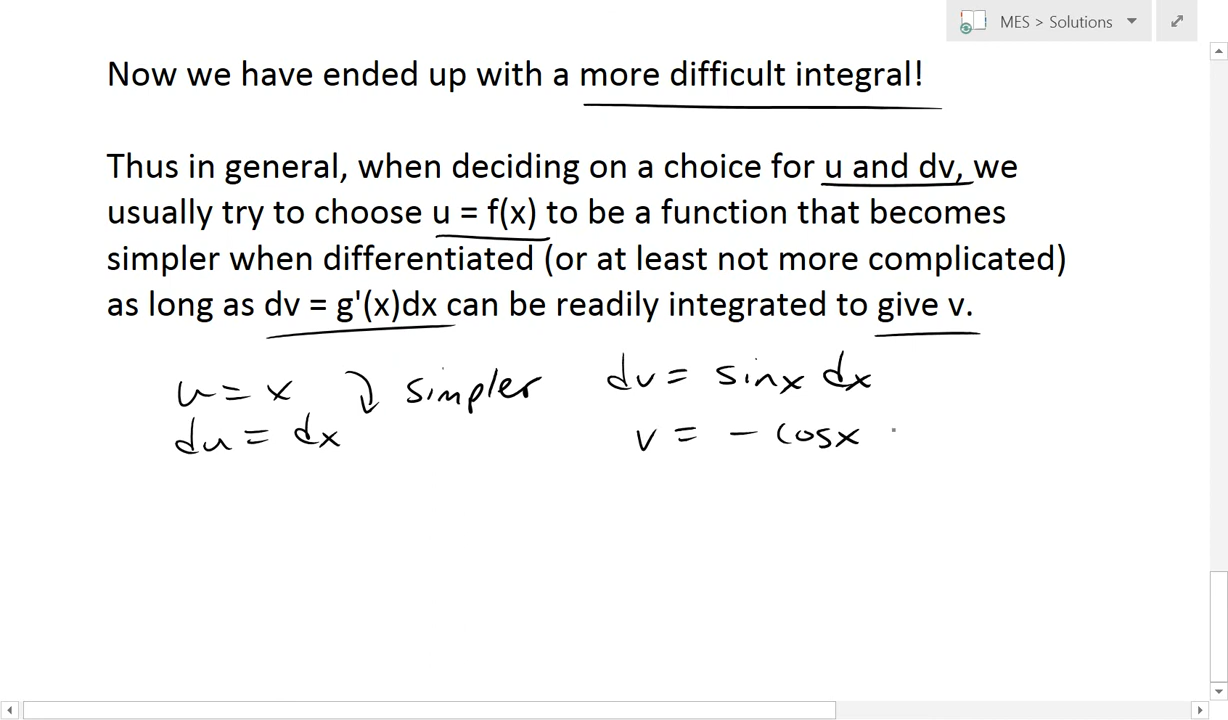 MES > Solutions
Now we have ended up with a more difficult integral!
Thus in general, when deciding on a choice for u and dv, we
usually try to choose u = f(x) to be a function that becomes
simpler when differentiated (or at least not more complicated)
as long as dv = g'(x)dx can be readily integrated to give v.
u = x simpler dv = sinx dx
du = dx v = - cosx